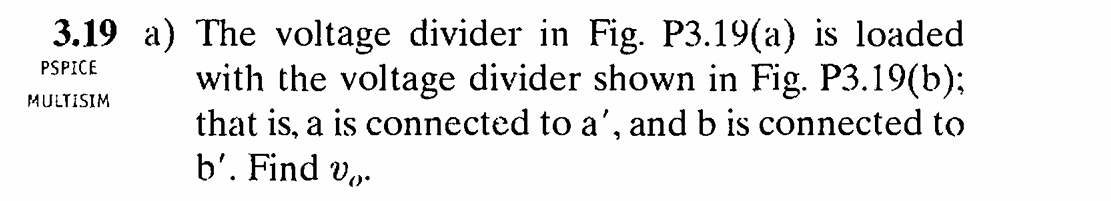 3.19 a) The voltage divider in Fig. P3.19(a) is loaded
PSPICE with the voltage divider shown in Fig. P3.19(b);
MULTISIM that is, a is connected to a′, and b is connected to
b′. Find vₒ.